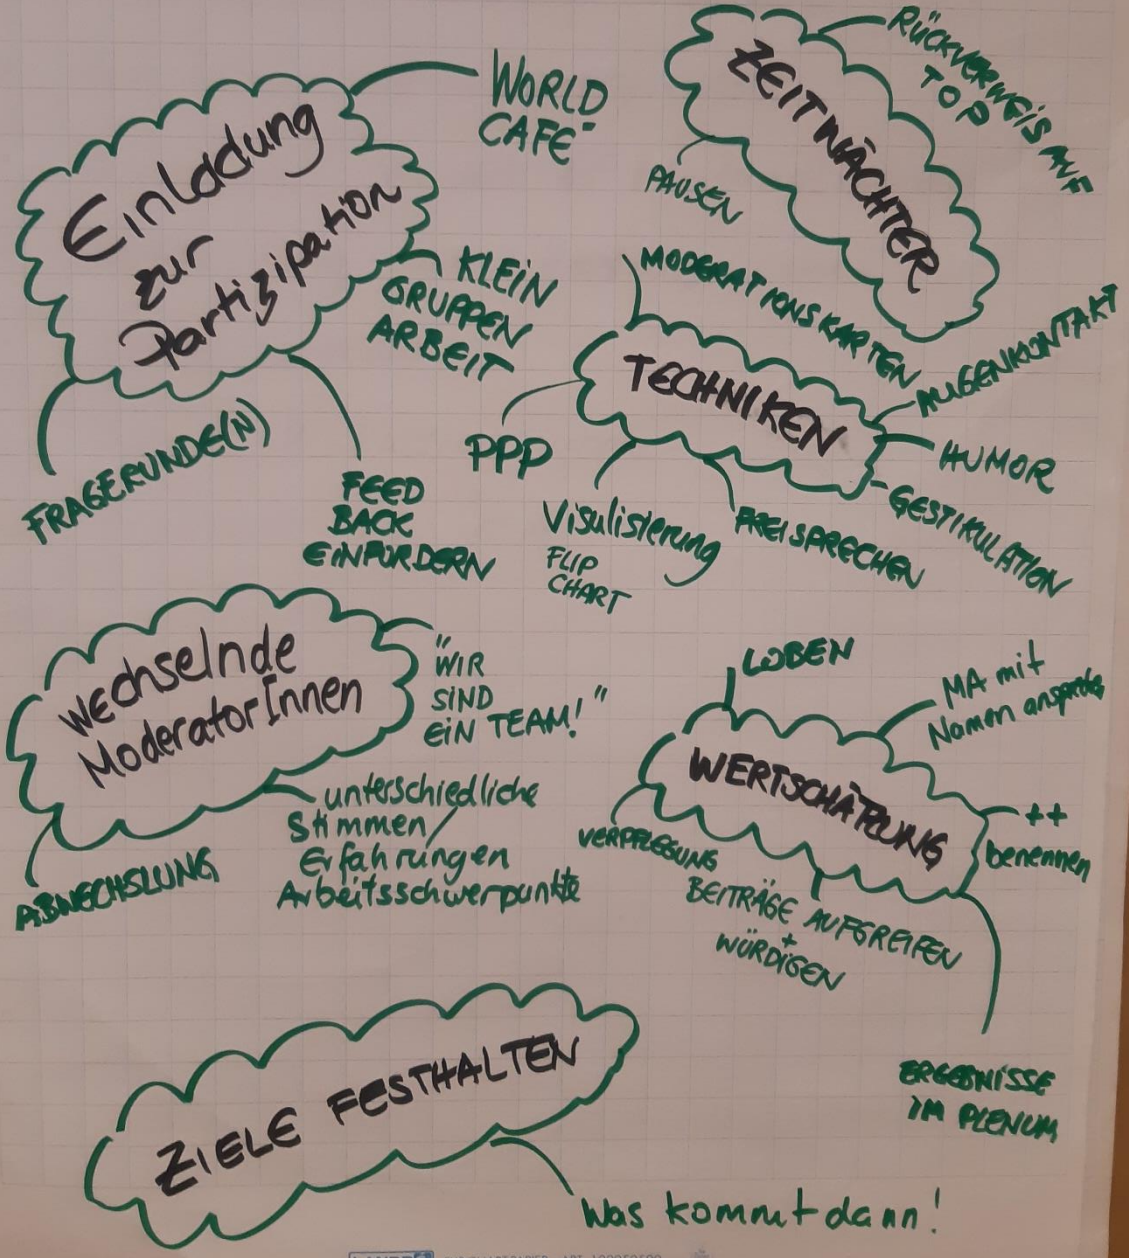 Einladung
zur
Partizipation
WORLD
CAFE
KLEIN
GRUPPEN
ARBEIT
FRAGERUNDE(N)
FEED
BACK
EINFORDERN
ZEITWÄCHTER
RÜCKVERWEIS AUF
TOP
PAUSEN
TECHNIKEN
MODERATIONSKARTEN
AUGENKONTAKT
HUMOR
GESTIKULATION
FREI SPRECHEN
Visulisierung
FLIP
CHART
PPP
wechselnde
ModeratorInnen
"WIR
SIND
EIN TEAM!"
unterschiedliche
Stimmen/
Erfahrungen
Arbeitsschwerpunkte
ABWECHSLUNG
WERTSCHÄTZUNG
LOBEN
MA mit
Namen
++
benennen
VERPFLEGUNG
BEITRÄGE AUFGREIFEN
+
WÜRDIGEN
ERGEBNISSE
IM PLENUM
ZIELE FESTHALTEN
Was kommt dann!